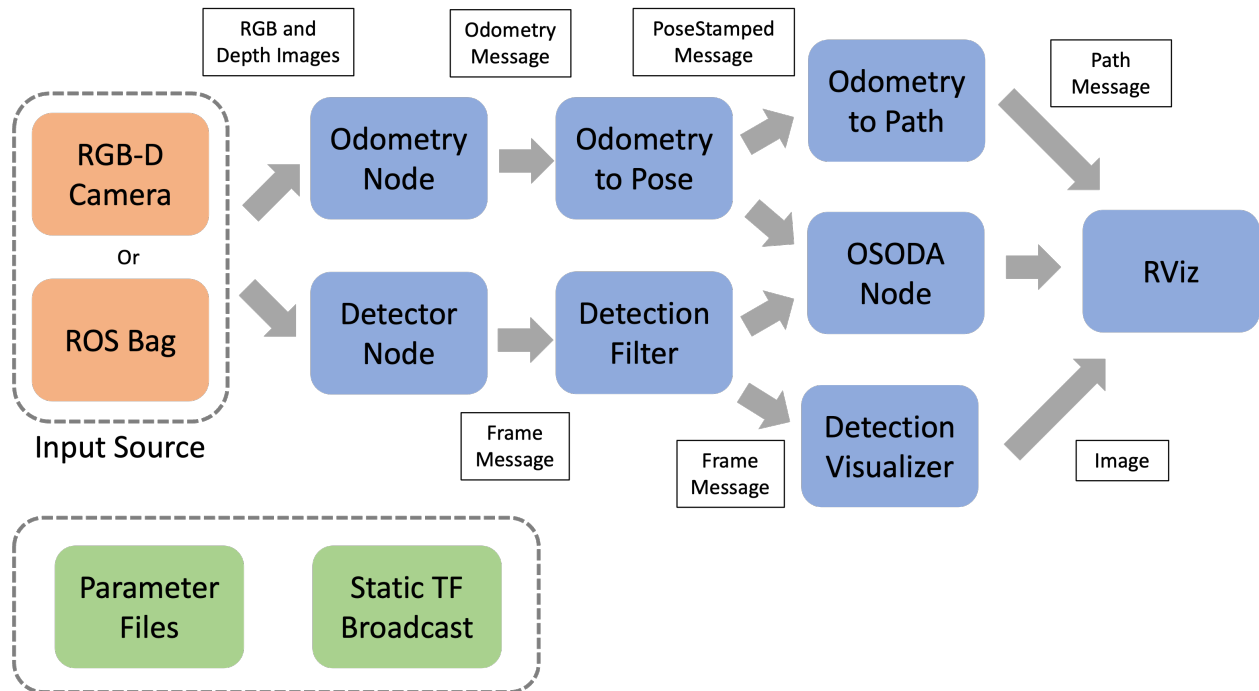 RGB and
Depth Images
Odometry
Message
PoseStamped
Message
Path
Message
RGB-D
Camera
Or
ROS Bag
Input Source
Odometry
Node
Odometry
to Pose
Odometry
to Path
Detector
Node
Detection
Filter
OSODA
Node
RViz
Detection
Visualizer
Frame
Message
Frame
Message
Image
Parameter
Files
Static TF
Broadcast